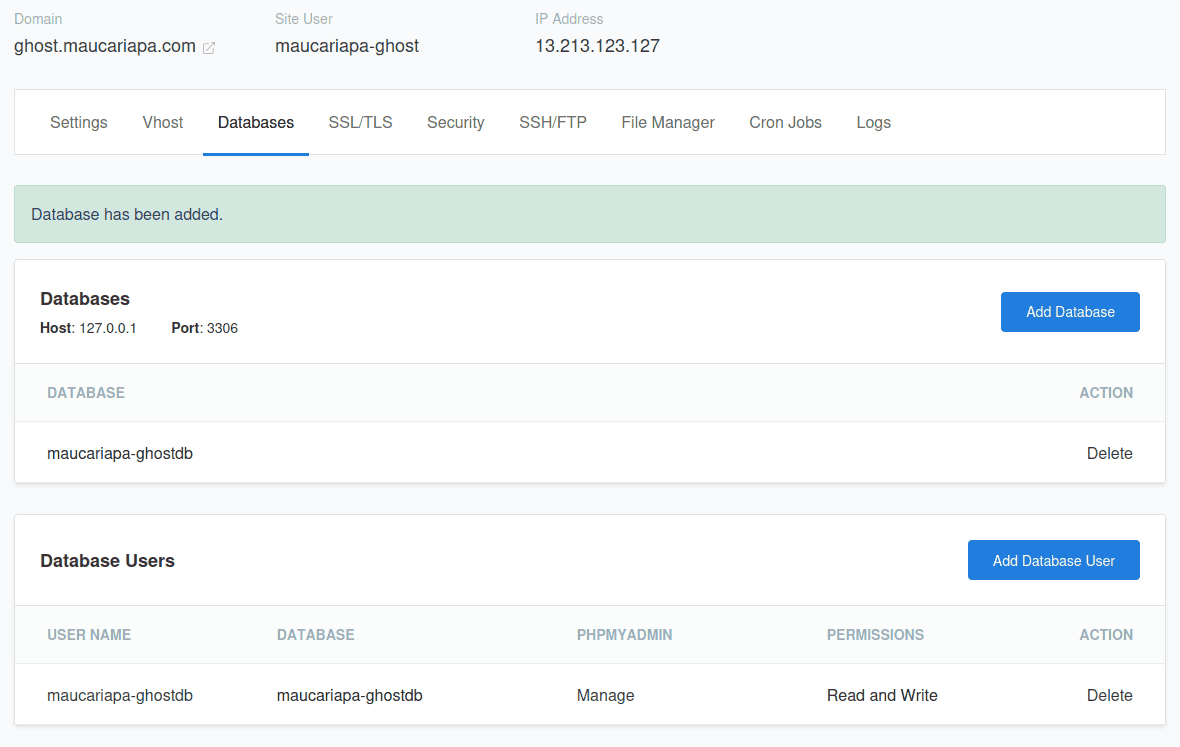 Domain Site User IP Address
ghost.maucariapa.com maucariapa-ghost 13.213.123.127
Settings Vhost Databases SSL/TLS Security SSH/FTP File Manager Cron Jobs Logs
Database has been added.
Databases
Host: 127.0.0.1 Port: 3306
Add Database
DATABASE ACTION
maucariapa-ghostdb Delete
Database Users
Add Database User
USER NAME DATABASE PHPMYADMIN PERMISSIONS ACTION
maucariapa-ghostdb maucariapa-ghostdb Manage Read and Write Delete